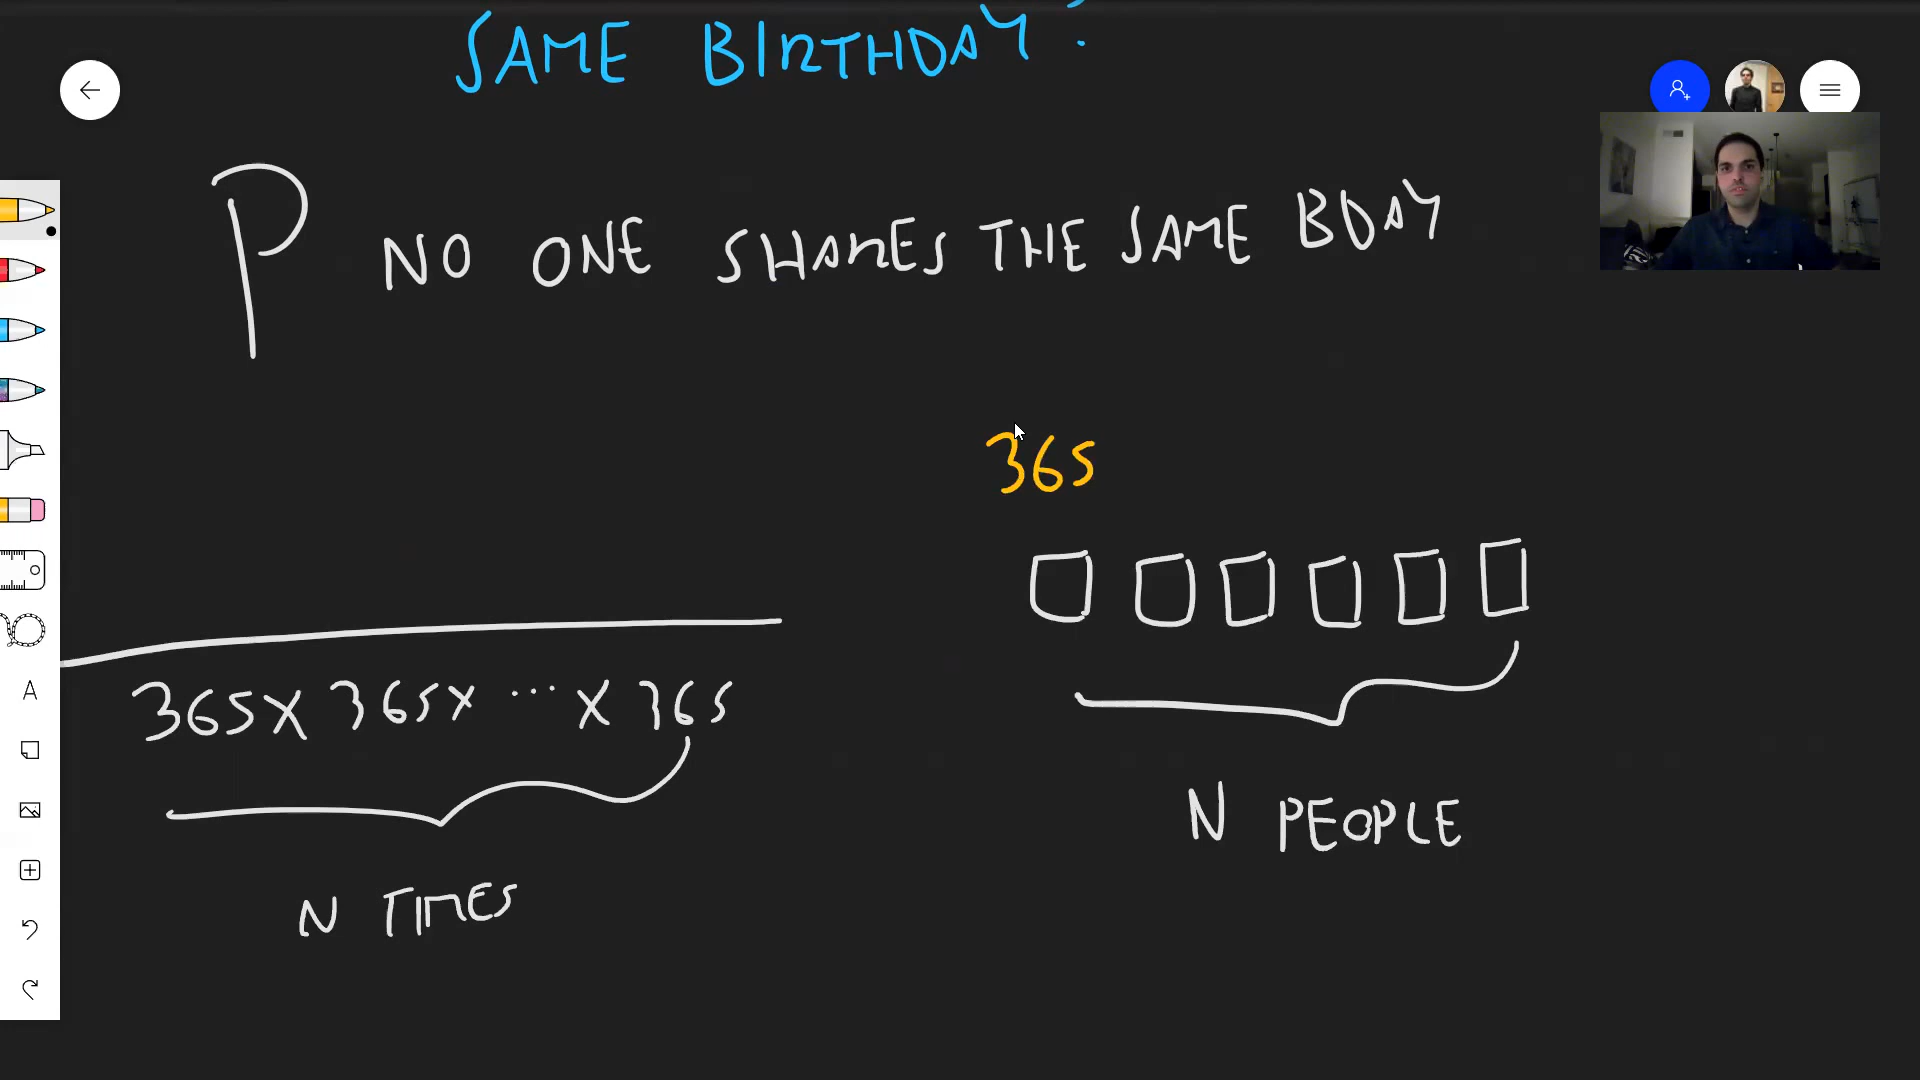 SAME BIRTHDAY?
P NO ONE SHARES THE SAME BDAY
365
365 X 365 X ... X 365
N TIMES
N PEOPLE
A